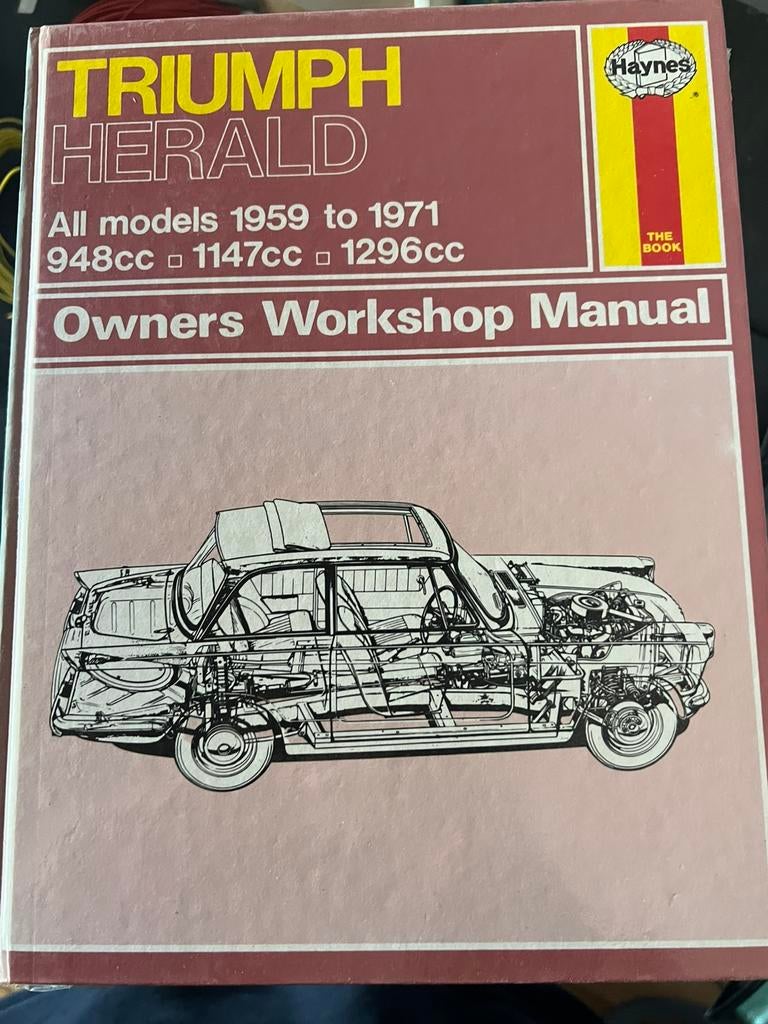 TRIUMPH
HERALD
All models 1959 to 1971
948cc □ 1147cc □ 1296cc
Haynes
®
THE
BOOK
Owners Workshop Manual